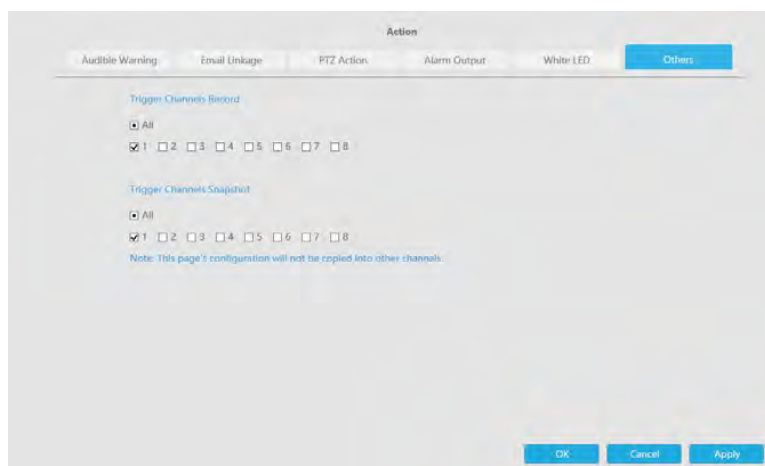 Action
Audible Warning Email Linkage PTZ Action Alarm Output White LED Others
Trigger Channels Record
All
1 2 3 4 5 6 7 8
Trigger Channels Snapshot
All
1 2 3 4 5 6 7 8
Note: This page's configuration will not be copied into other channels.
OK Cancel Apply